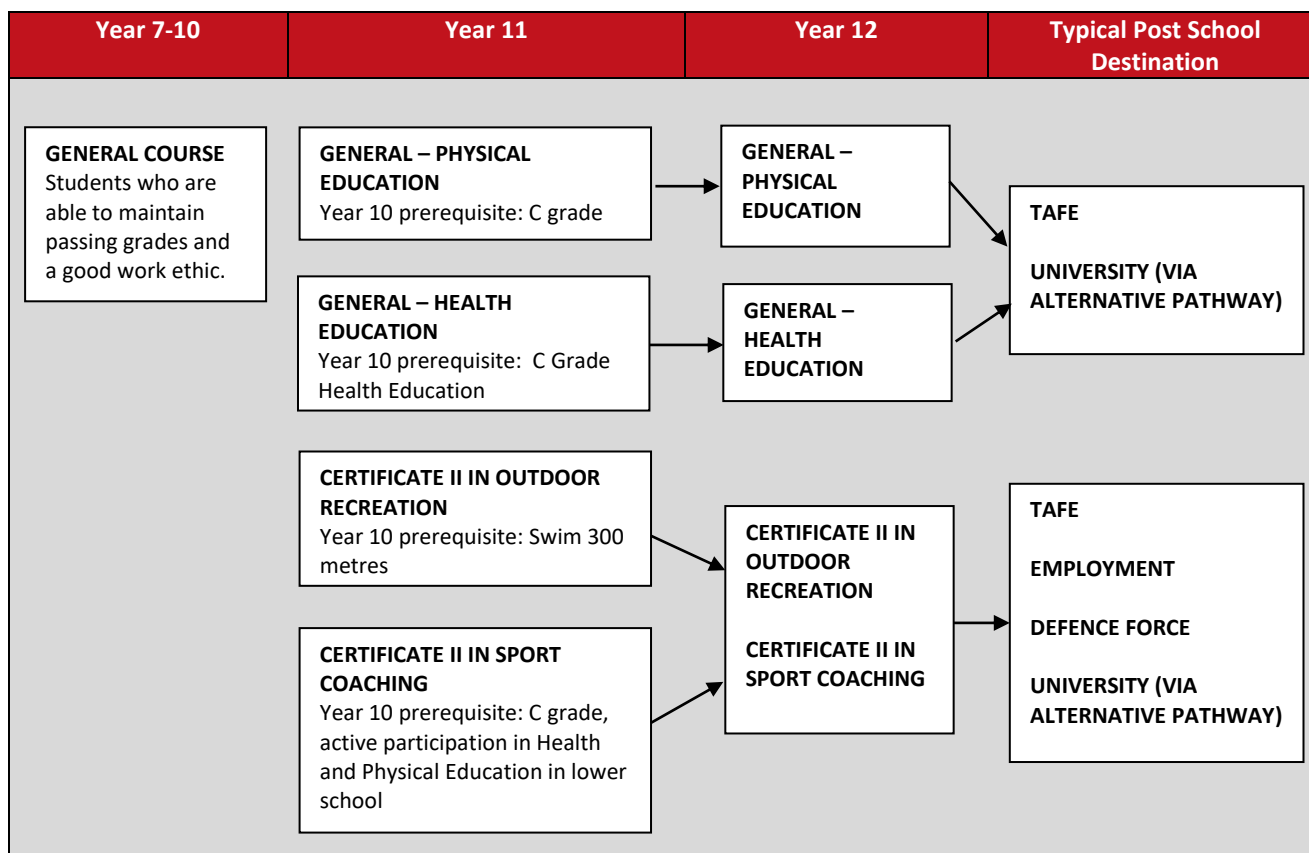 Year 7-10
Year 11
Year 12
Typical Post School
Destination
GENERAL COURSE
Students who are
able to maintain
passing grades and
a good work ethic.
GENERAL – PHYSICAL
EDUCATION
Year 10 prerequisite: C grade
GENERAL –
PHYSICAL
EDUCATION
TAFE
UNIVERSITY (VIA
ALTERNATIVE PATHWAY)
GENERAL – HEALTH
EDUCATION
Year 10 prerequisite:  C Grade
Health Education
GENERAL –
HEALTH
EDUCATION
CERTIFICATE II IN OUTDOOR
RECREATION
Year 10 prerequisite: Swim 300
metres
CERTIFICATE II IN SPORT
COACHING
Year 10 prerequisite: C grade,
active participation in Health
and Physical Education in lower
school
CERTIFICATE II IN
OUTDOOR
RECREATION
CERTIFICATE II IN
SPORT COACHING
TAFE
EMPLOYMENT
DEFENCE FORCE
UNIVERSITY (VIA
ALTERNATIVE PATHWAY)